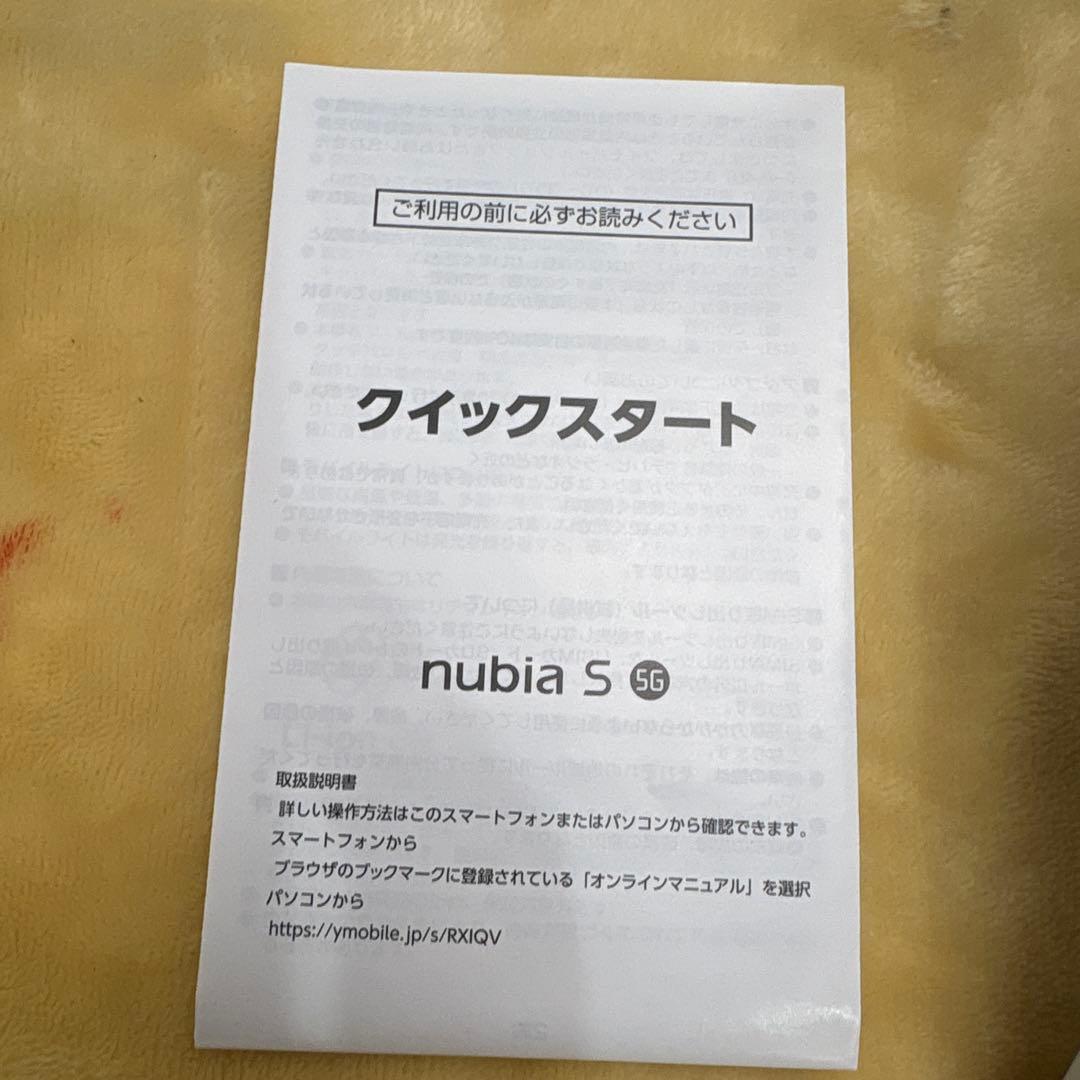 ご利用の前に必ずお読みください
クイックスタート
nubia S 5G
取扱説明書
詳しい操作方法はこのスマートフォンまたはパソコンから確認できます。
スマートフォンから
ブラウザのブックマークに登録されている「オンラインマニュアル」を選択
パソコンから
https://ymobile.jp/s/RXIQV